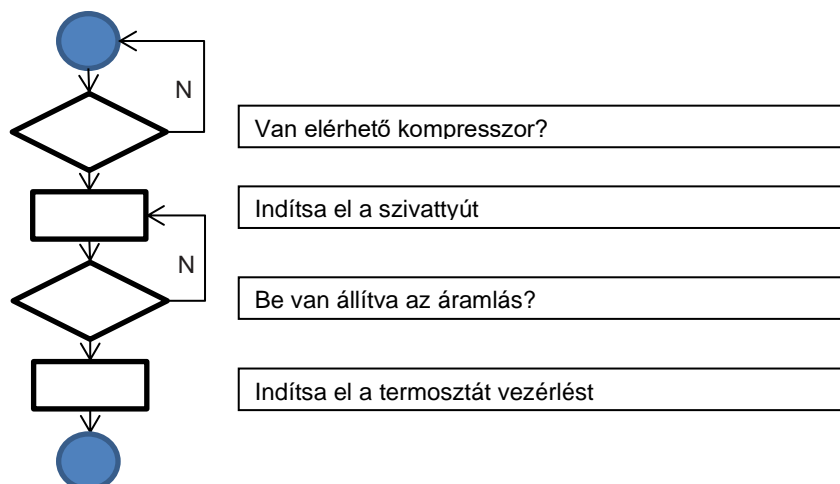 N
Van elérhető kompresszor?
Indítsa el a szivattyút
N
Be van állítva az áramlás?
Indítsa el a termosztát vezérlést